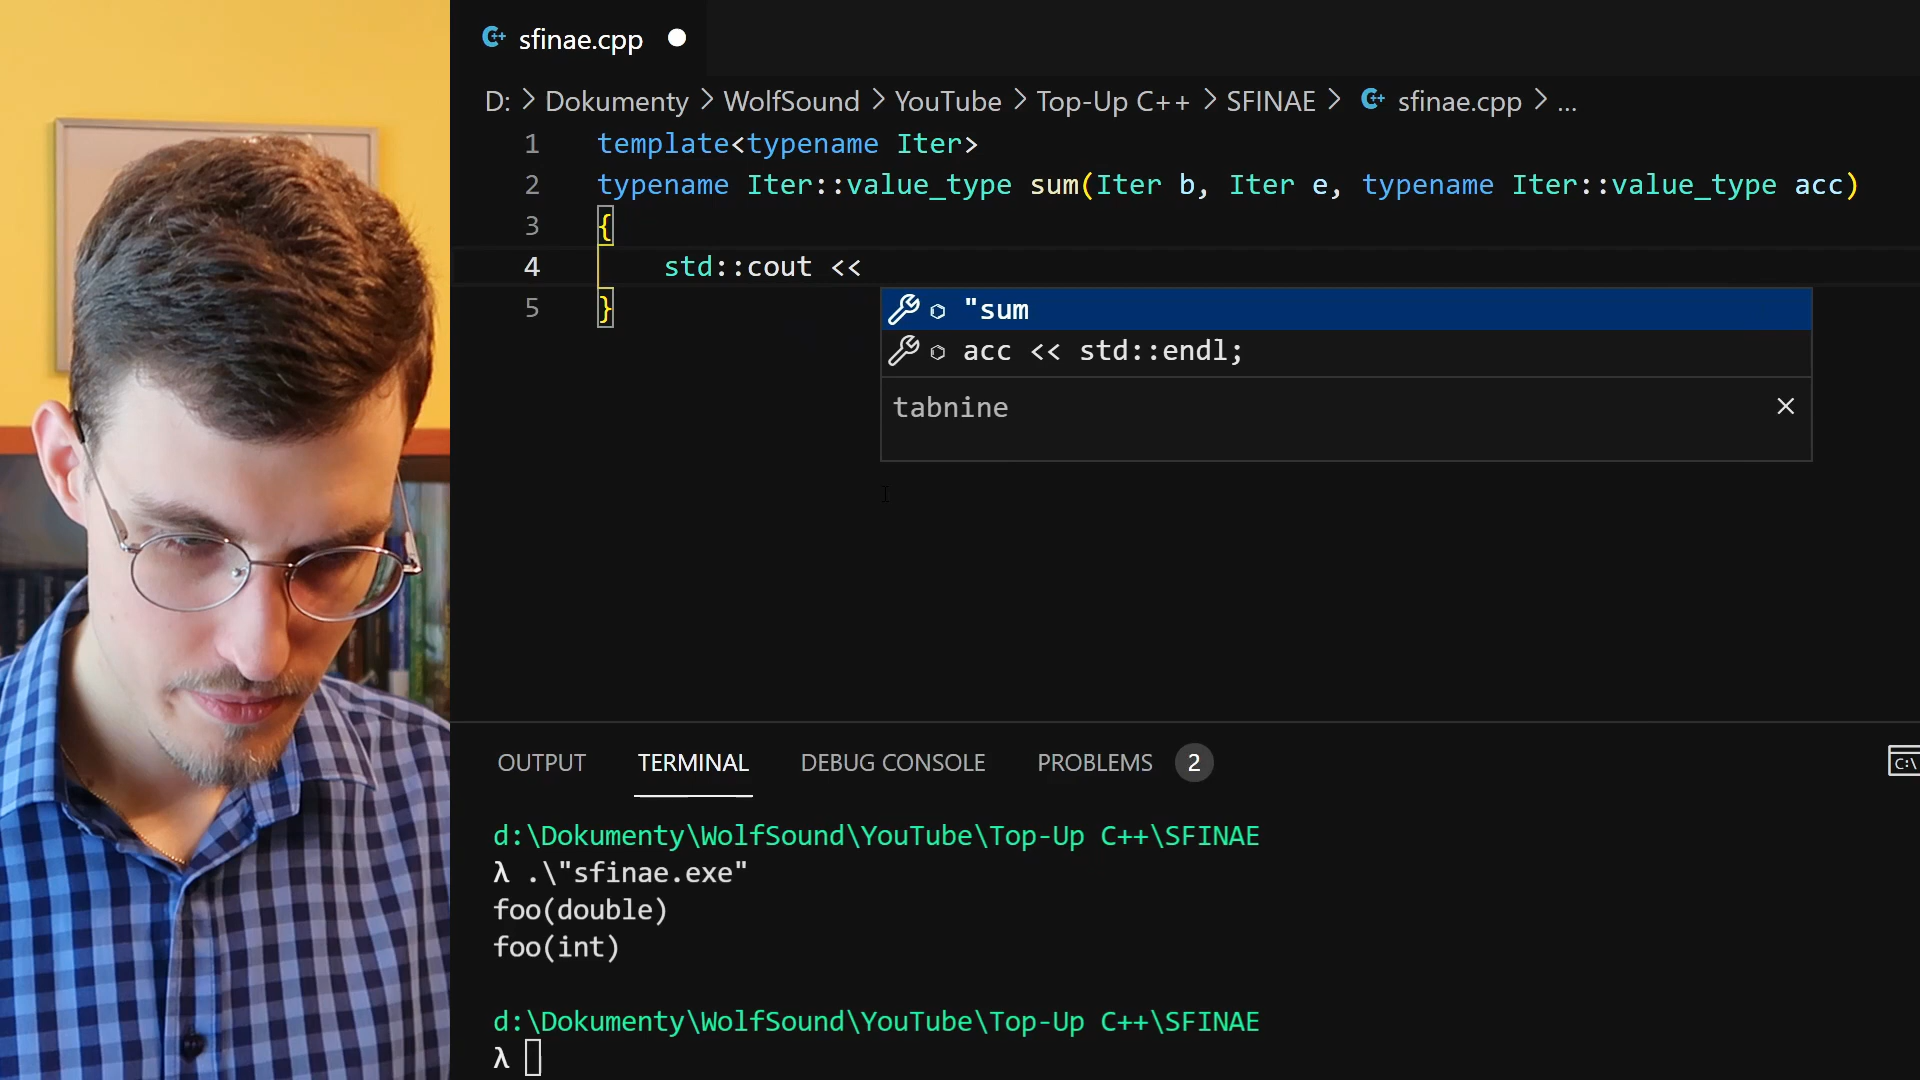 sfinae.cpp
D: > Dokumenty > WolfSound > YouTube > Top-Up C++ > SFINAE > sfinae.cpp > ...
1 template<typename Iter>
2 typename Iter::value_type sum(Iter b, Iter e, typename Iter::value_type acc)
3 {
4 std::cout <<
"sum
5 }
acc << std::endl;
tabnine
OUTPUT TERMINAL DEBUG CONSOLE PROBLEMS 2
C:\
d:\Dokumenty\WolfSound\YouTube\Top-Up C++\SFINAE
λ .\"sfinae.exe"
foo(double)
foo(int)
d:\Dokumenty\WolfSound\YouTube\Top-Up C++\SFINAE
λ